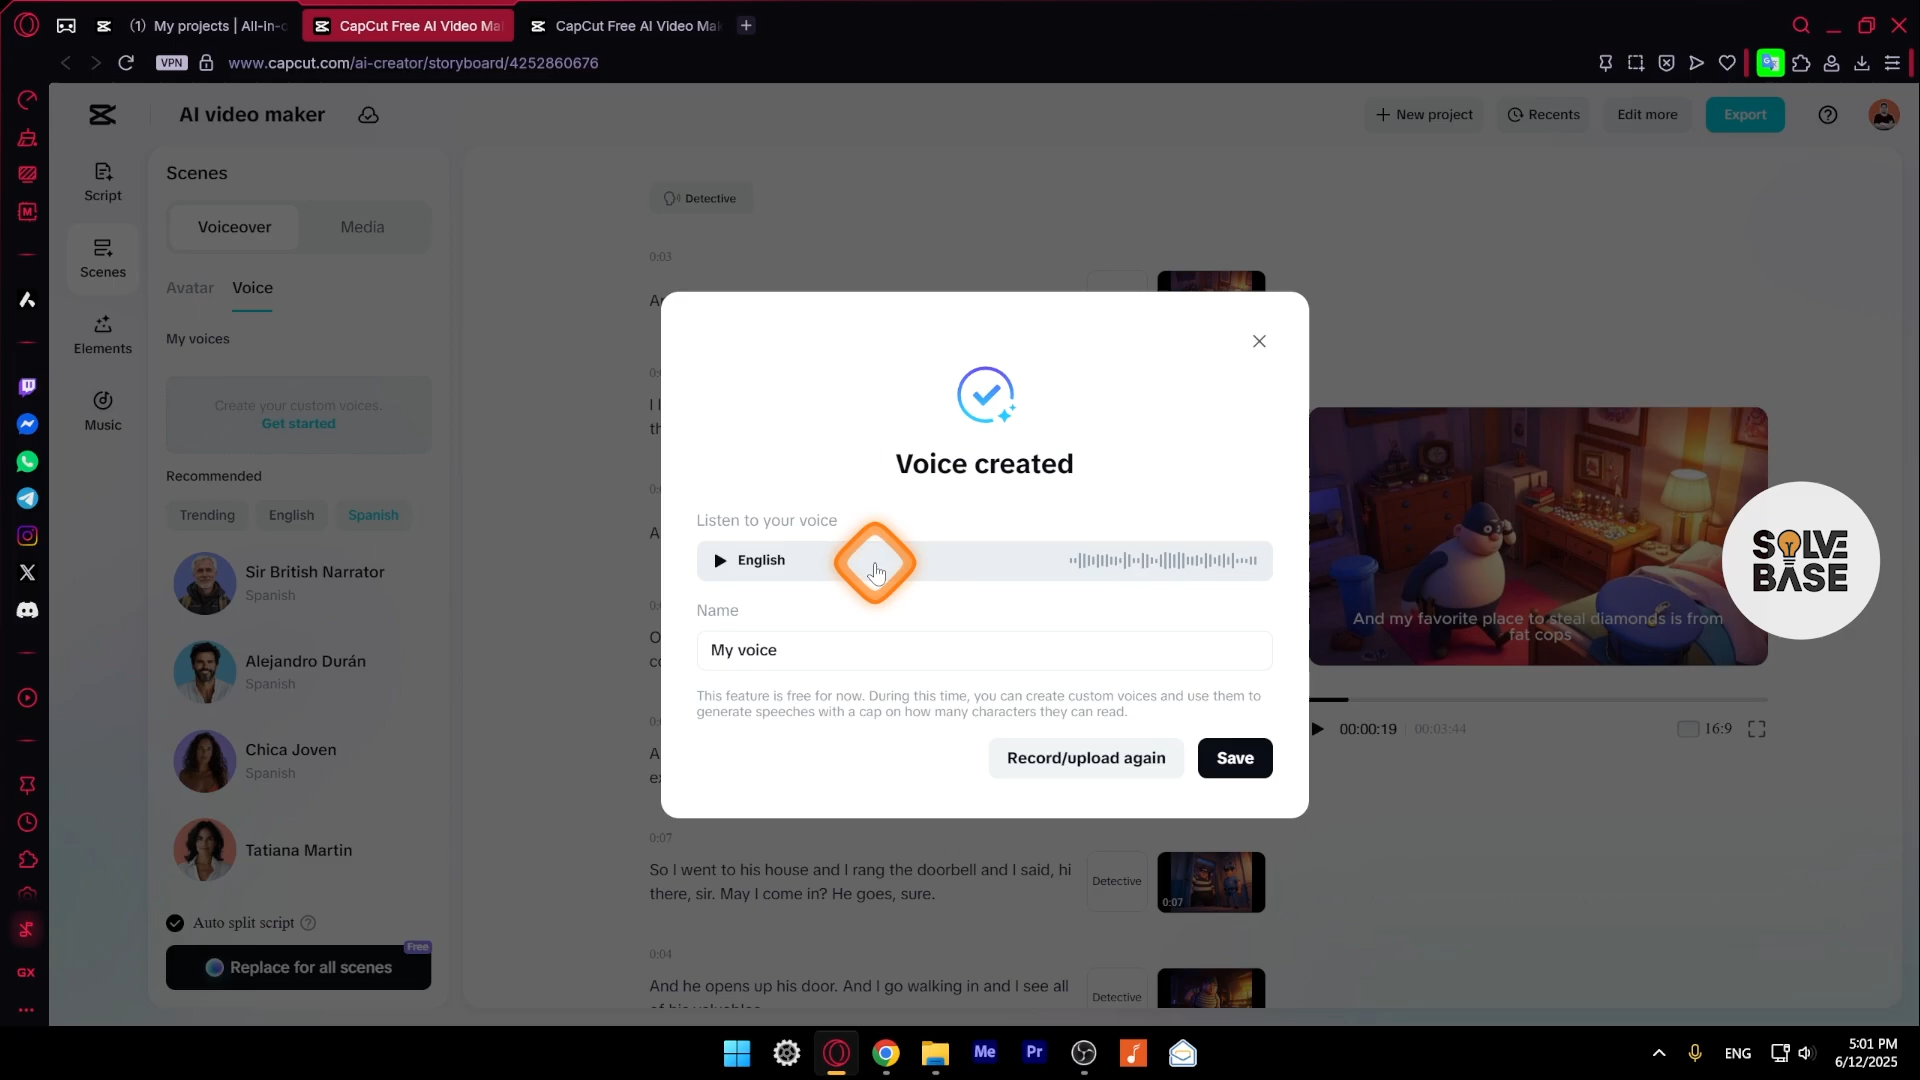 (1) My projects | All-In-o
CapCut Free AI Video Ma
CapCut Free AI Video Mak
VPN
www.capcut.com/ai-creator/storyboard/4252860676
AI video maker
New project
Recents
Edit more
Export
Script
Scenes
Elements
Music
Scenes
Voiceover
Media
Avatar
Voice
My voices
Create your custom voices.
Get started
Recommended
Trending
English
Spanish
Sir British Narrator
Spanish
Alejandro Durán
Spanish
Chica Joven
Spanish
Tatiana Martin
Auto split script
Free
Replace for all scenes
Detective
0:03
Voice created
Listen to your voice
English
Name
My voice
This feature is free for now. During this time, you can create custom voices and use them to
generate speeches with a cap on how many characters they can read.
Record/upload again
Save
0:07
So I went to his house and I rang the doorbell and I said, hi
there, sir. May I come in? He goes, sure.
Detective
0:07
0:04
And he opens up his door. And I go walking in and I see all
Detective
And my favorite place to steal diamonds is from
fat cops
00:00:19
00:03:44
16:9
SOLVE
BASE
GX
Me
Pr
ENG
5:01 PM
6/12/2025